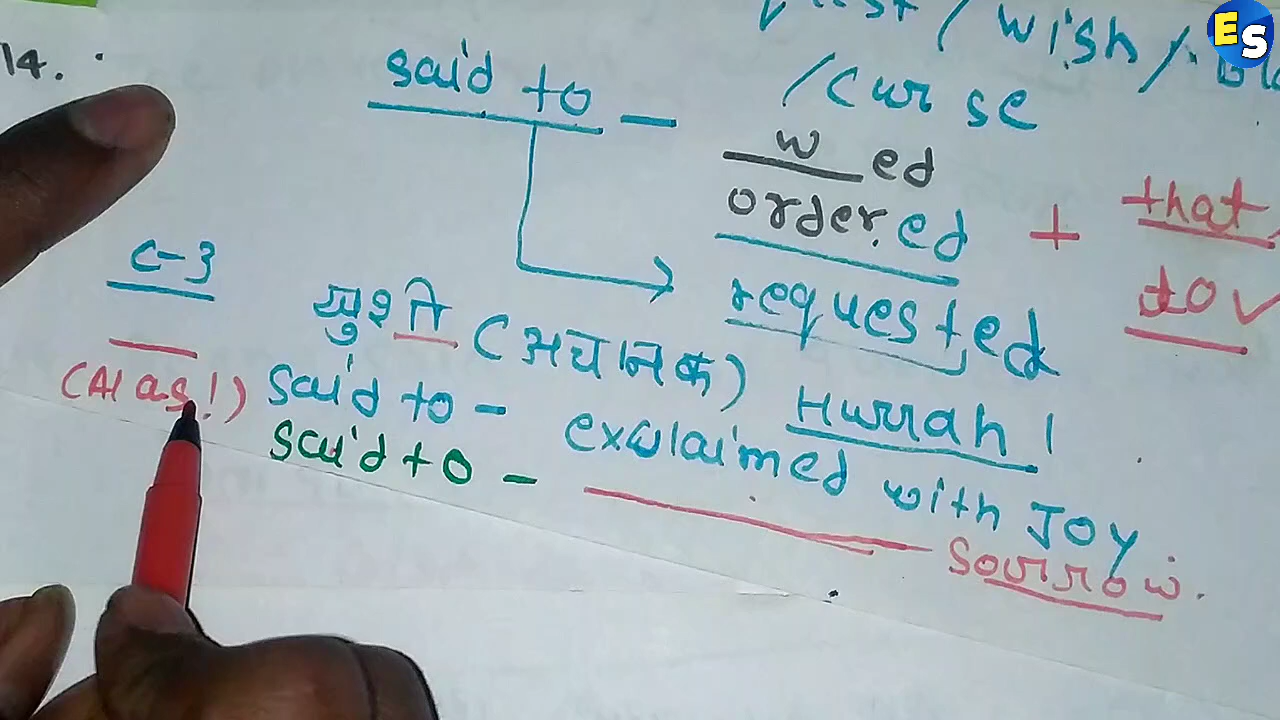 14.
wish /
said to —
/ curse
w ed
ordered + that
requested
to v
C-3
खुशी (अचानक) Hurrah !
(Alas!) said to - exclaimed with Joy
said to - Sourrow.
ES